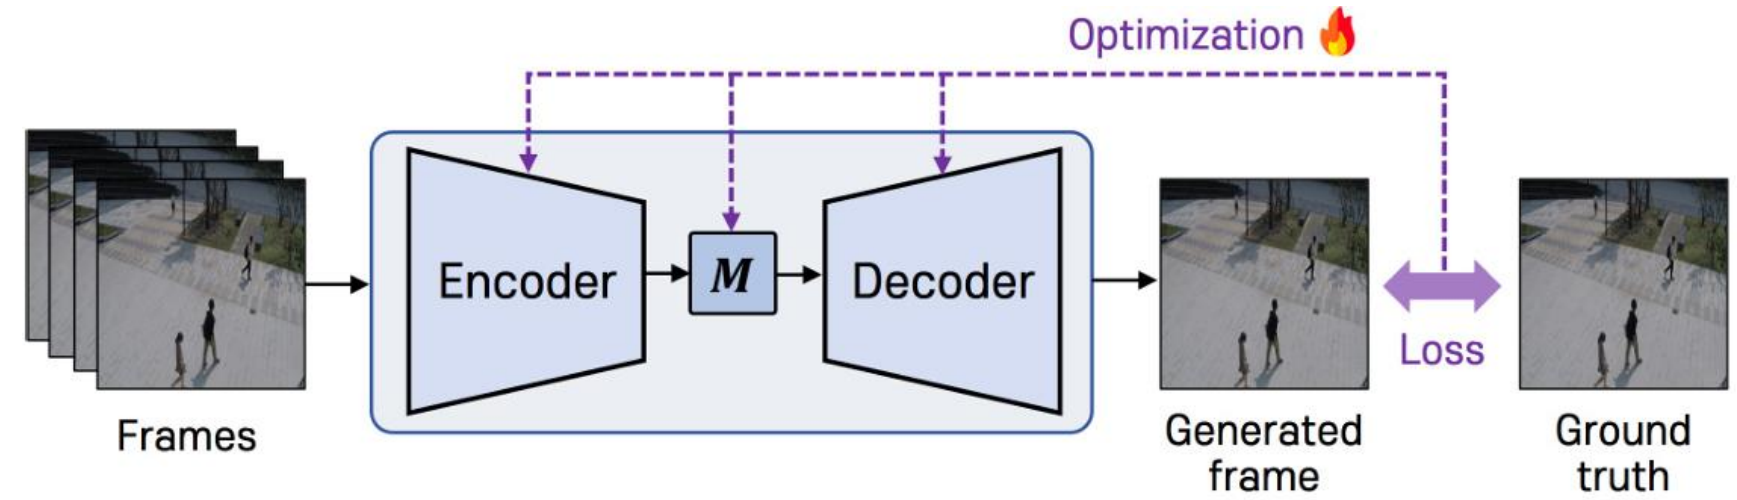 Optimization
Encoder
M
Decoder
Loss
Frames
Generated
frame
Ground
truth